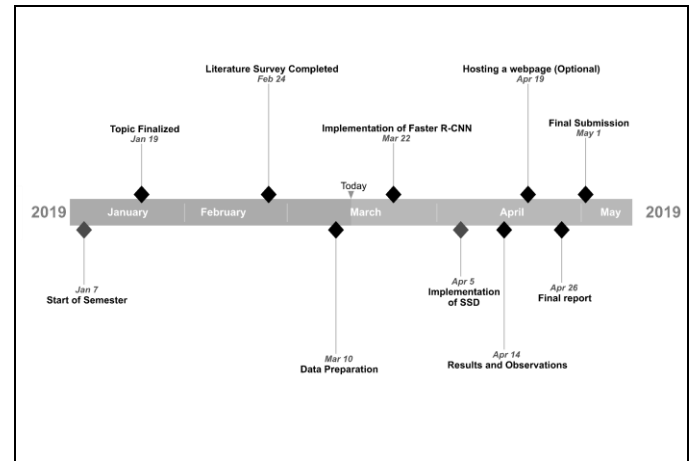 Literature Survey Completed
Feb 24
Hosting a webpage (Optional)
Apr 19
Topic Finalized
Jan 19
Implementation of Faster R-CNN
Mar 22
Final Submission
May 1
Today
2019 January February March April May 2019
Jan 7
Start of Semester
Apr 5
Implementation
of SSD
Apr 26
Final report
Mar 10
Data Preparation
Apr 14
Results and Observations